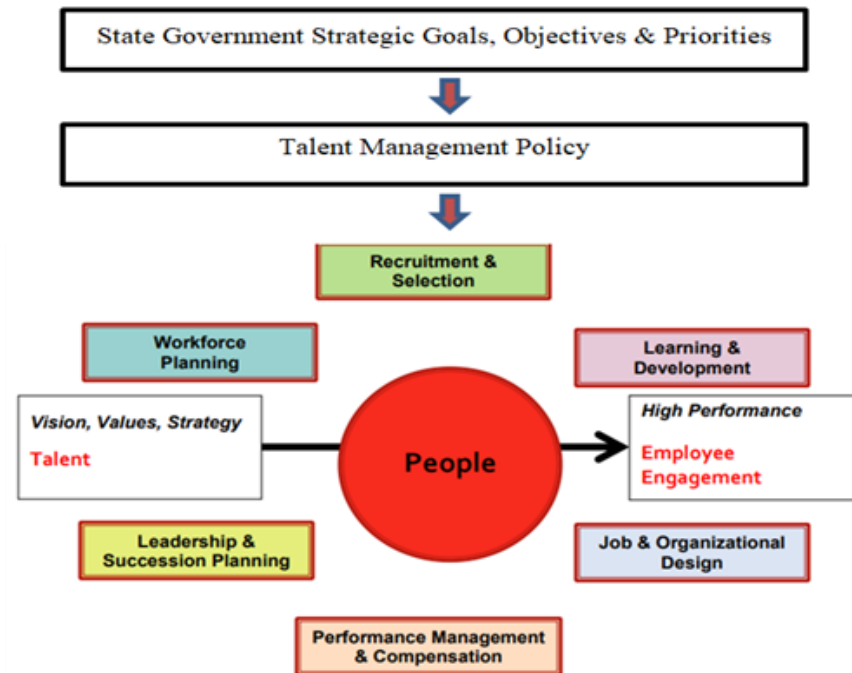 State Government Strategic Goals, Objectives & Priorities
Talent Management Policy
Recruitment &
Selection
Workforce
Planning
Learning &
Development
Vision, Values, Strategy
Talent
People
High Performance
Employee
Engagement
Leadership &
Succession Planning
Job & Organizational
Design
Performance Management
& Compensation